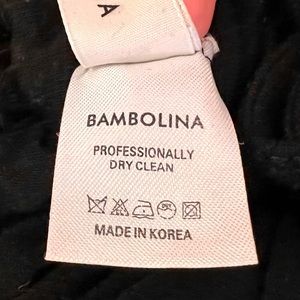 A
BAMBOLINA
PROFESSIONALLY
DRY CLEAN
MADE IN KOREA